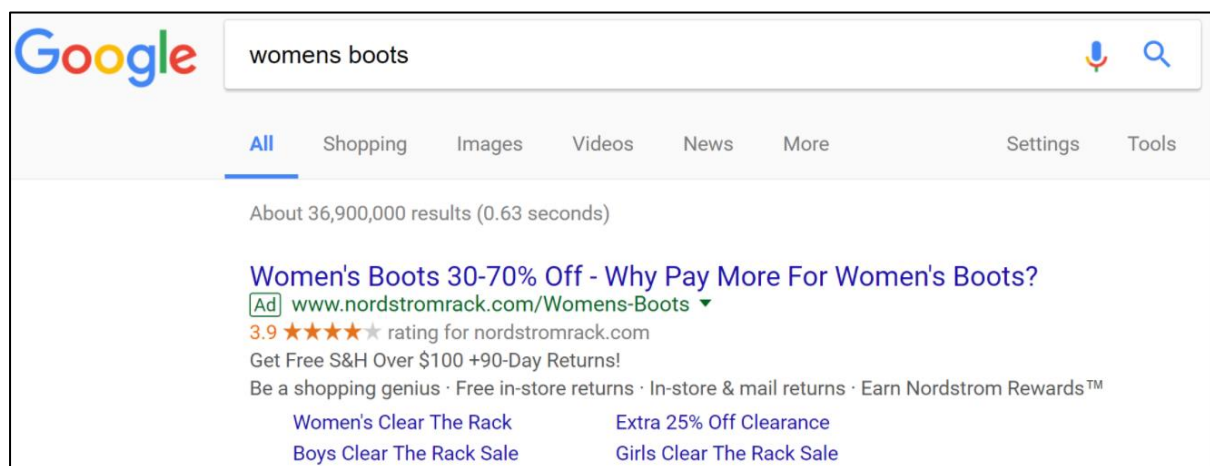 Google womens boots
All Shopping Images Videos News More Settings Tools
About 36,900,000 results (0.63 seconds)
Women's Boots 30-70% Off - Why Pay More For Women's Boots?
Ad www.nordstromrack.com/Womens-Boots
3.9 ★★★★★ rating for nordstromrack.com
Get Free S&H Over $100 +90-Day Returns!
Be a shopping genius · Free in-store returns · In-store & mail returns · Earn Nordstrom Rewards™
Women's Clear The Rack Extra 25% Off Clearance
Boys Clear The Rack Sale Girls Clear The Rack Sale